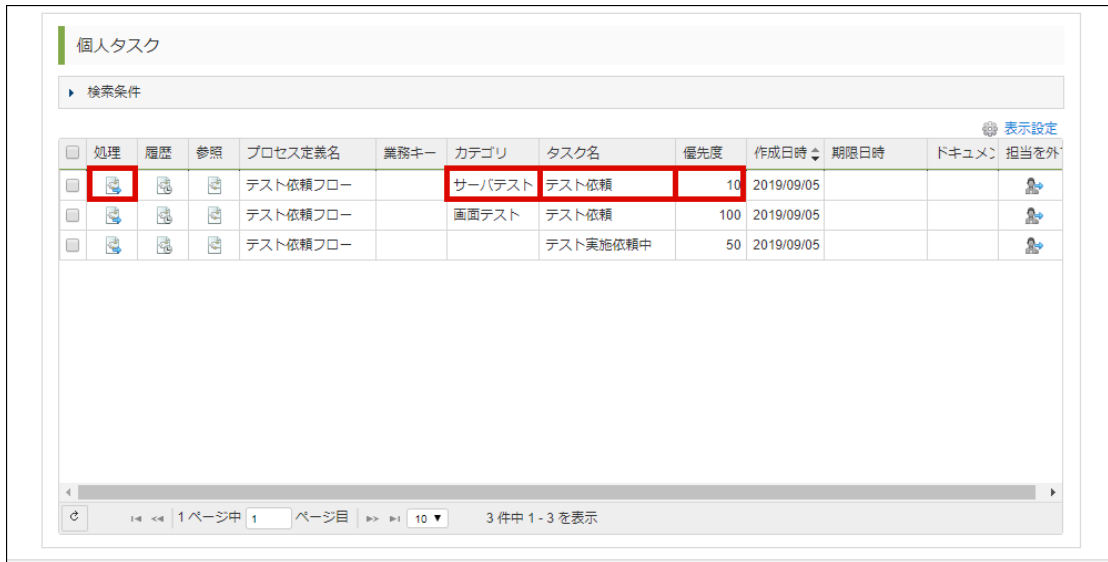 個人タスク
検索条件
表示設定
処理 履歴 参照 プロセス定義名 業務キー カテゴリ タスク名 優先度 作成日時 期限日時 ドキュメン 担当を外
テスト依頼フロー サーバテスト テスト依頼 10 2019/09/05
テスト依頼フロー 画面テスト テスト依頼 100 2019/09/05
テスト依頼フロー テスト実施依頼中 50 2019/09/05
1 ページ中 1 ページ目 10 3 件中 1 - 3 を表示